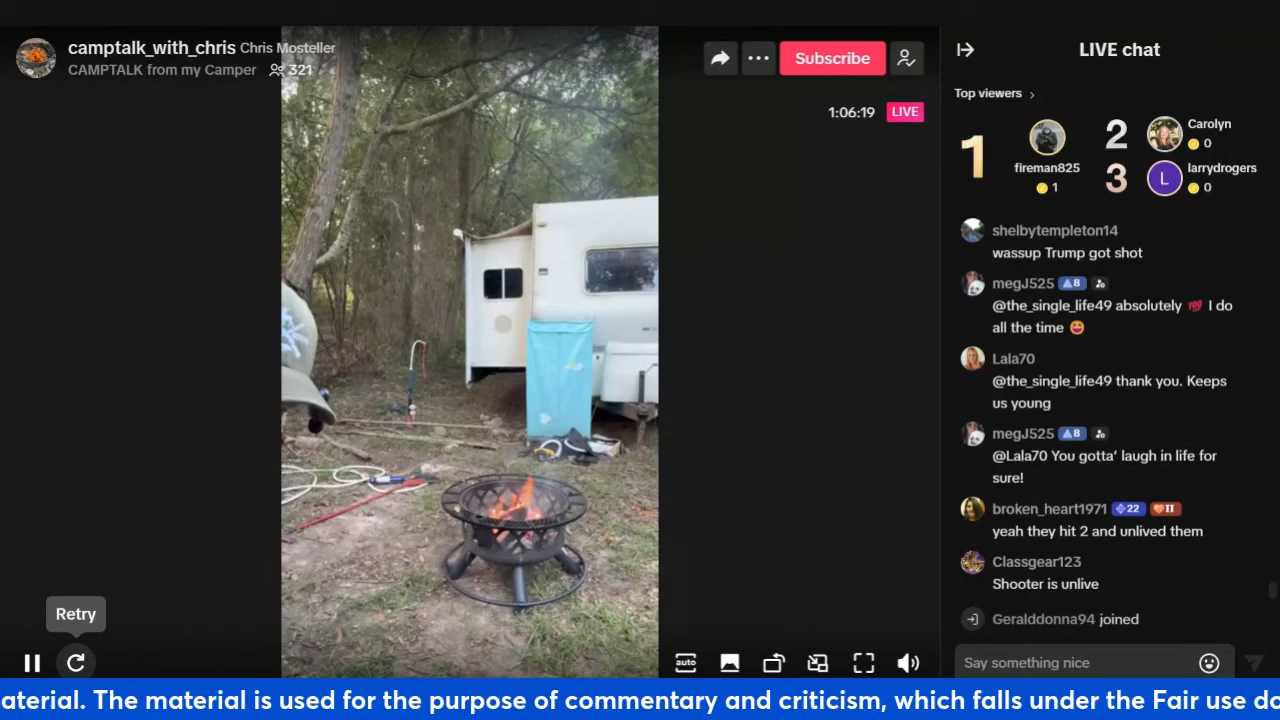 camptalk_with_chris Chris Mosteller
CAMPTALK from my Camper 321
Subscribe
1:06:19 LIVE
LIVE chat
Top viewers
1
fireman825
1
2
Carolyn
0
3
L
larrydrogers
0
shelbytempleton14
wassup Trump got shot
megJ525 8
@the_single_life49 absolutely 💯 I do
all the time 😄
Lala70
@the_single_life49 thank you. Keeps
us young
megJ525 8
@Lala70 You gotta’ laugh in life for
sure!
broken_heart1971 22 II
yeah they hit 2 and unlived them
Classgear123
Shooter is unlive
Geralddonna94 joined
Say something nice
Retry
auto
aterial. The material is used for the purpose of commentary and criticism, which falls under the Fair use do